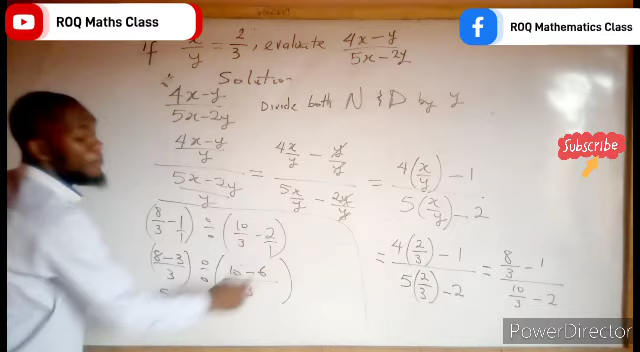 ROQ Maths Class
ROQ Mathematics Class
If x/y = 2/3, evaluate (4x-y)/(5x-2y)
Solution
(4x-y)/(5x-2y) Divide both N & D by y
((4x-y)/y)/((5x-2y)/y) = (4x/y - y/y)/(5x/y - 2y/y) = (4(x/y) - 1)/(5(x/y) - 2)
= (4(2/3) - 1)/(5(2/3) - 2) = (8/3 - 1)/(10/3 - 2)
(8/3 - 1/1) ÷ (10/3 - 2/1)
((8-3)/3) ÷ ((10-6)/3)
5
Subscribe
PowerDirector